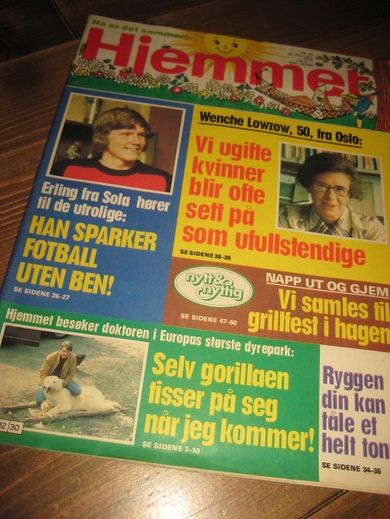 Nå er det sommer!
Hjemmet
Wenche Lowzow, 50, fra Oslo:
Vi ugifte
kvinner
blir ofte
sett på
som ufullstendige
SE SIDENE 38-39
Erling fra Sola hører
til de utrolige:
HAN SPARKER
FOTBALL
UTEN BEN!
SE SIDENE 26-27
nytt &
nyttig
SE SIDENE 47-50
NAPP UT OG GJEM
Vi samles til
grillfest i hagen
Hjemmet besøker doktoren i Europas største dyrepark:
Selv gorillaen
tisser på seg
når jeg kommer!
SE SIDENE 7-10
Ryggen
din kan
tåle et
helt tonn
SE SIDENE 34-35
02 30